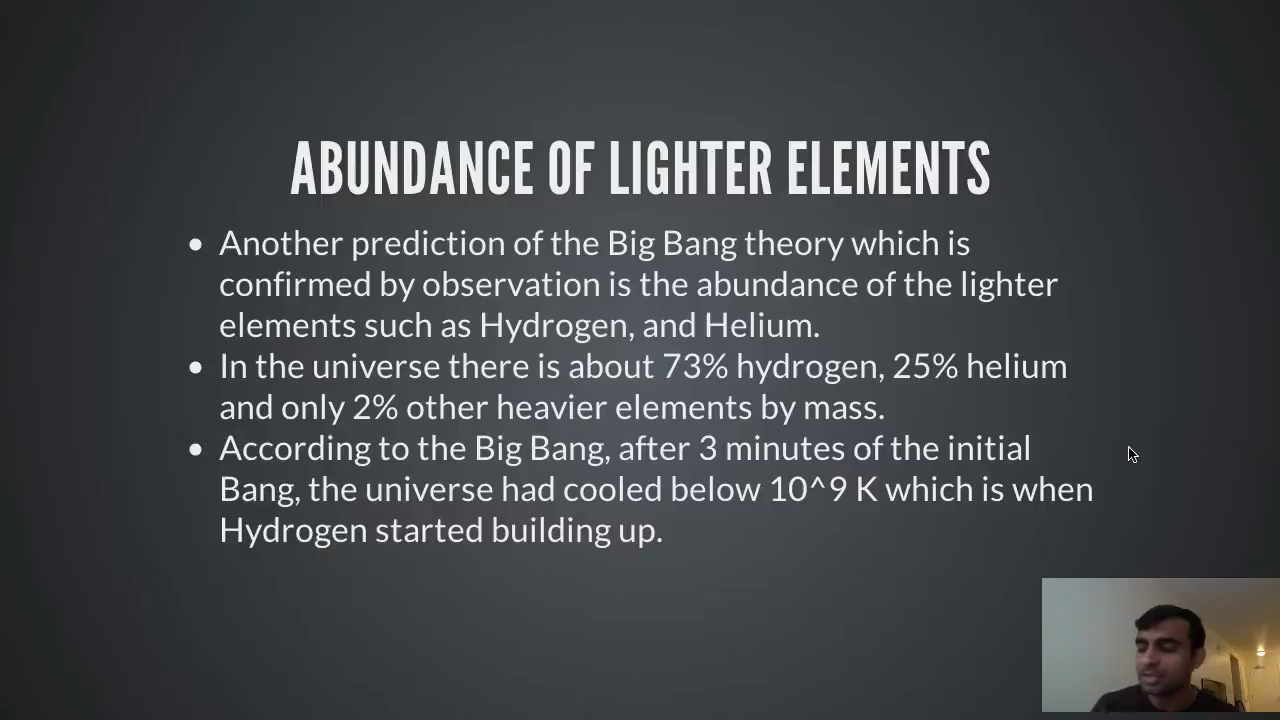 ABUNDANCE OF LIGHTER ELEMENTS
• Another prediction of the Big Bang theory which is
confirmed by observation is the abundance of the lighter
elements such as Hydrogen, and Helium.
• In the universe there is about 73% hydrogen, 25% helium
and only 2% other heavier elements by mass.
• According to the Big Bang, after 3 minutes of the initial
Bang, the universe had cooled below 10^9 K which is when
Hydrogen started building up.